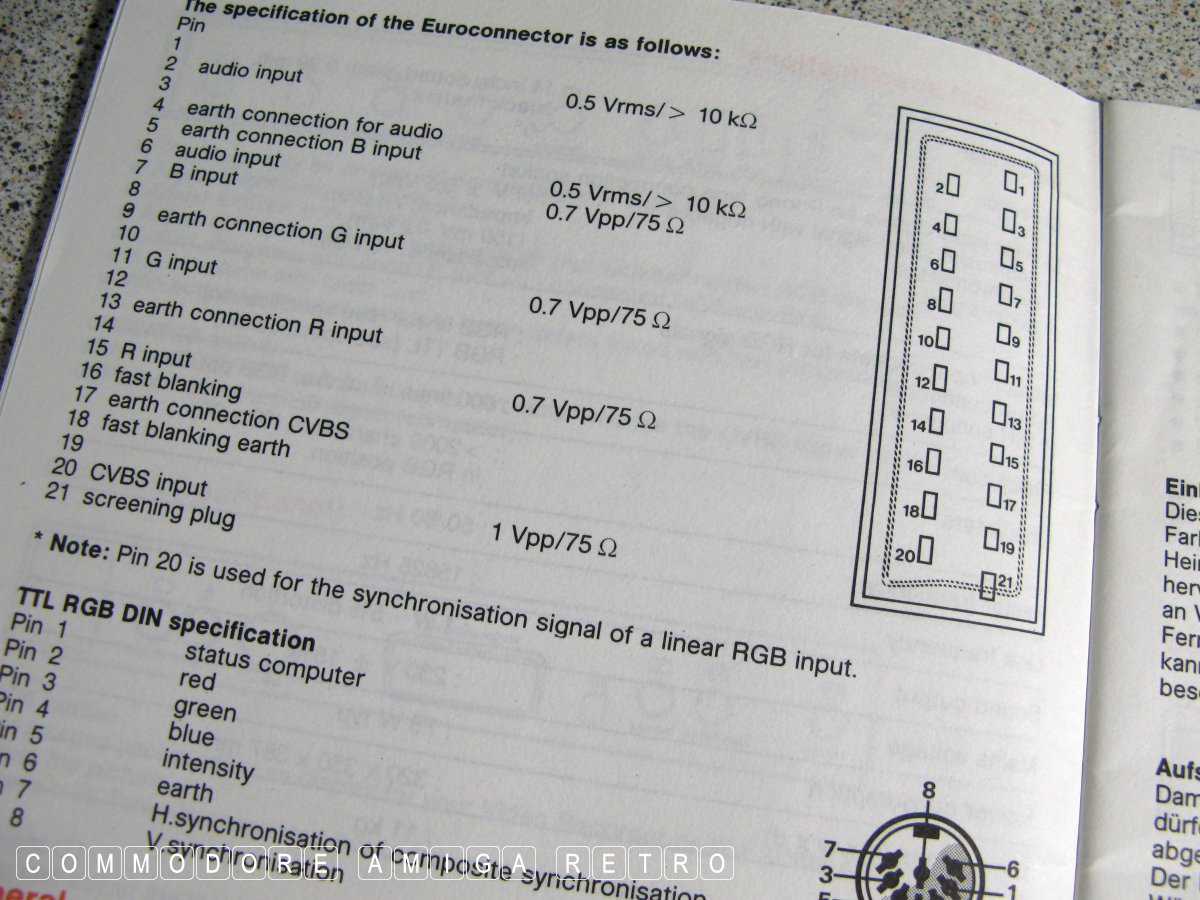 The specification of the Euroconnector is as follows:
Pin
1
2 audio input 0.5 Vrms/> 10 kΩ
3
4 earth connection for audio
5 earth connection B input
6 audio input 0.5 Vrms/> 10 kΩ
7 B input 0.7 Vpp/75 Ω
8
9 earth connection G input
10
11 G input 0.7 Vpp/75 Ω
12
13 earth connection R input
14
15 R input 0.7 Vpp/75 Ω
16 fast blanking
17 earth connection CVBS
18 fast blanking earth
19
20 CVBS input 1 Vpp/75 Ω
21 screening plug
* Note: Pin 20 is used for the synchronisation signal of a linear RGB input.
2 1
4 3
6 5
8 7
10 9
12 11
14 13
16 15
18 17
20 19
21
TTL RGB DIN specification
Pin 1 status computer
Pin 2 red
Pin 3 green
Pin 4 blue
Pin 5 intensity
6 earth
7 H.synchronisation of composite synchronisation
8 V.synchronisation
8
7 6
3 1
COMMODORE AMIGA RETRO
Dies
an V
kann
Aufs